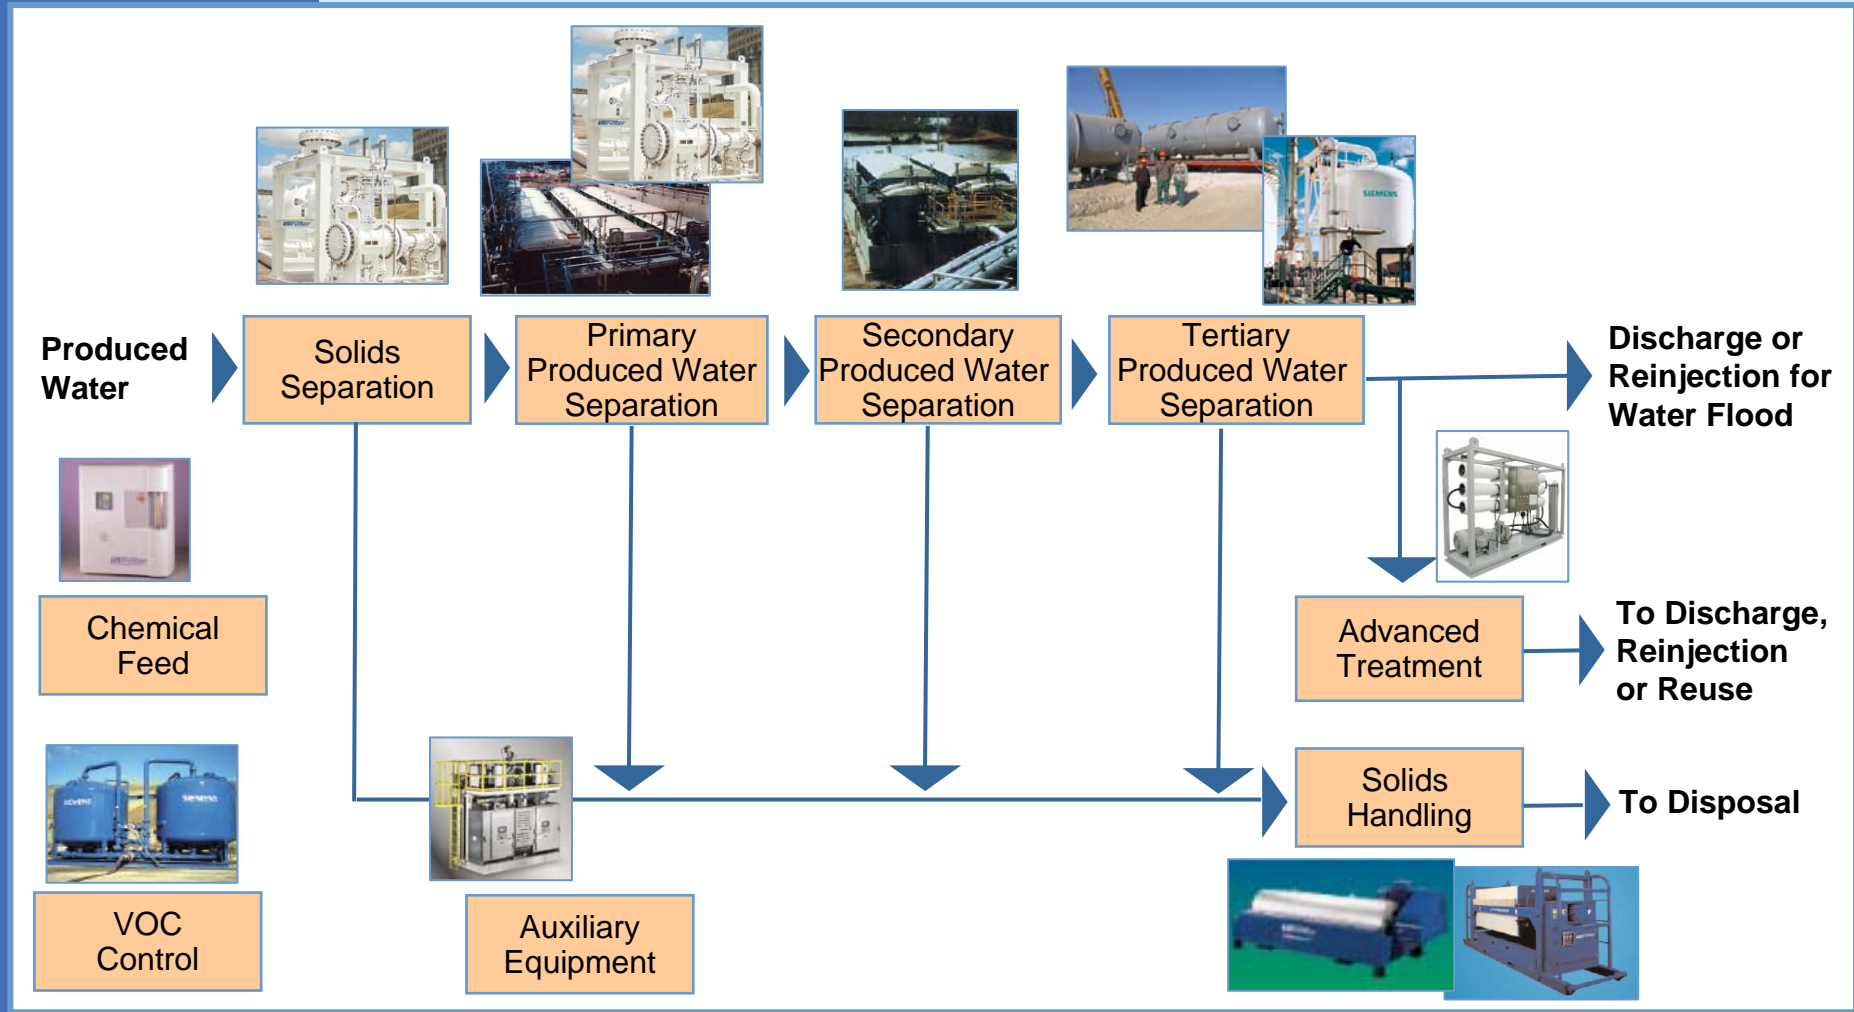 Produced
Water
Solids
Separation
Primary
Produced Water
Separation
Secondary
Produced Water
Separation
Tertiary
Produced Water
Separation
Discharge or
Reinjection for
Water Flood
SIEMENS
Chemical
Feed
Advanced
Treatment
To Discharge,
Reinjection
or Reuse
SIEMENS
SIEMENS
VOC
Control
Auxiliary
Equipment
Solids
Handling
To Disposal